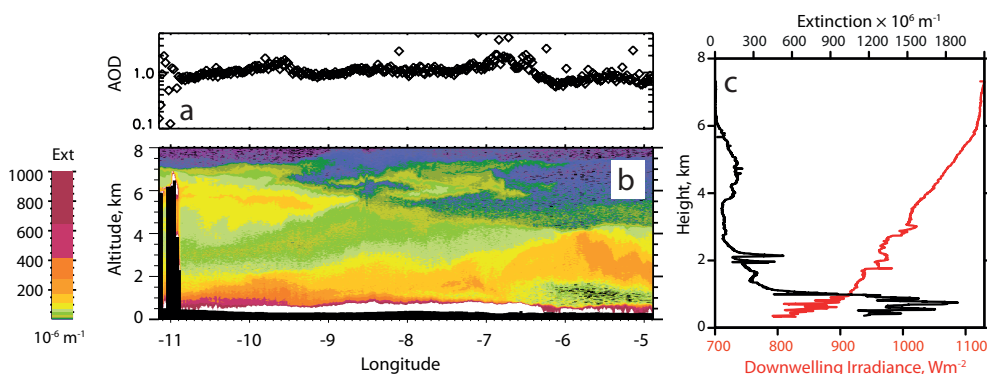 AOD
1.0
0.1
a
Ext
1000
800
600
400
200
10⁻⁶ m⁻¹
Altitude, km
8
6
4
2
0
b
-11 -10 -9 -8 -7 -6 -5
Longitude
Extinction × 10⁶ m⁻¹
0 300 600 900 1200 1500 1800
Height, km
8
6
4
2
0
c
700 800 900 1000 1100
Downwelling Irradiance, Wm⁻²